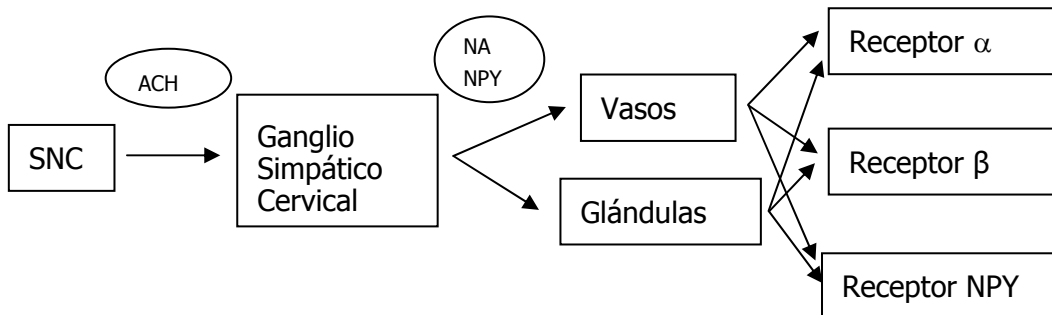 SNC
ACH
Ganglio
Simpático
Cervical
NA
NPY
Vasos
Glándulas
Receptor α
Receptor β
Receptor NPY